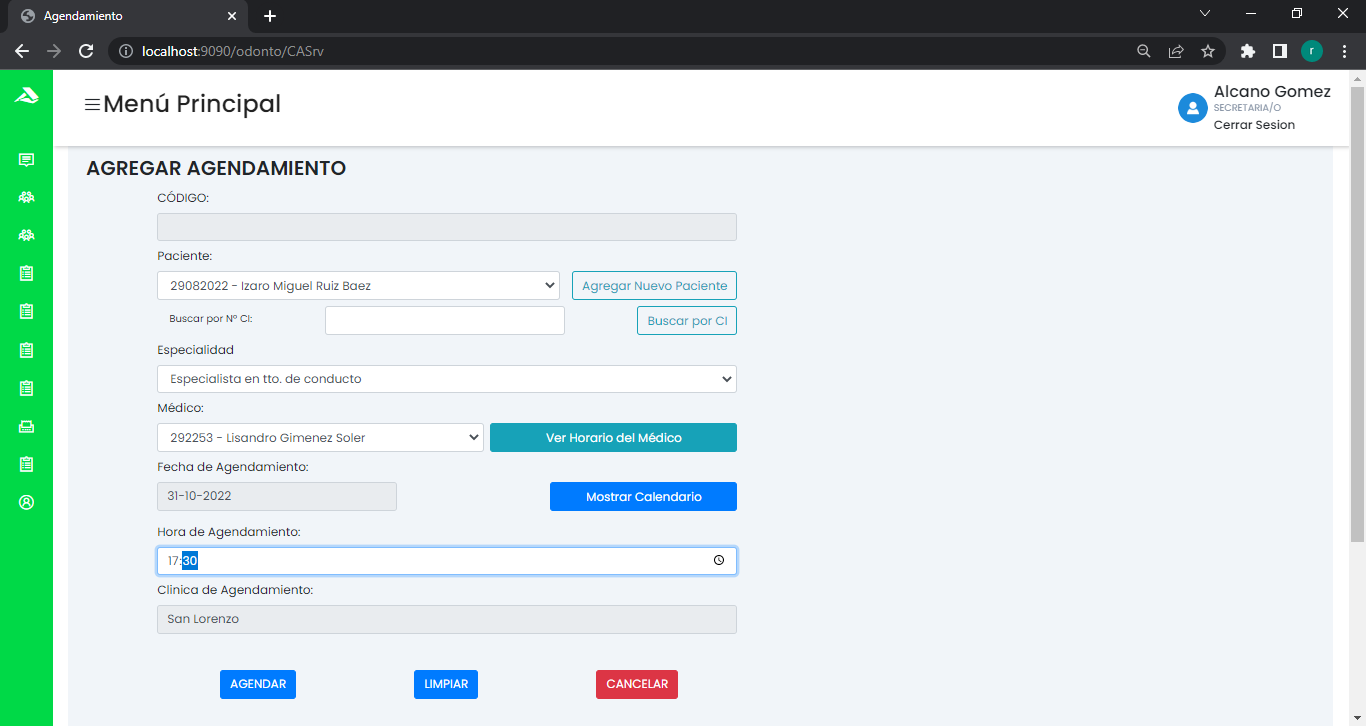 Agendamiento
localhost:9090/odonto/CASrv
r
Menú Principal
Alcano Gomez
SECRETARIA/O
Cerrar Sesion
AGREGAR AGENDAMIENTO
CÓDIGO:
Paciente:
29082022 - Izaro Miguel Ruiz Baez
Agregar Nuevo Paciente
Buscar por Nº CI:
Buscar por CI
Especialidad
Especialista en tto. de conducto
Médico:
292253 - Lisandro Gimenez Soler
Ver Horario del Médico
Fecha de Agendamiento:
31-10-2022
Mostrar Calendario
Hora de Agendamiento:
17:30
Clinica de Agendamiento:
San Lorenzo
AGENDAR
LIMPIAR
CANCELAR